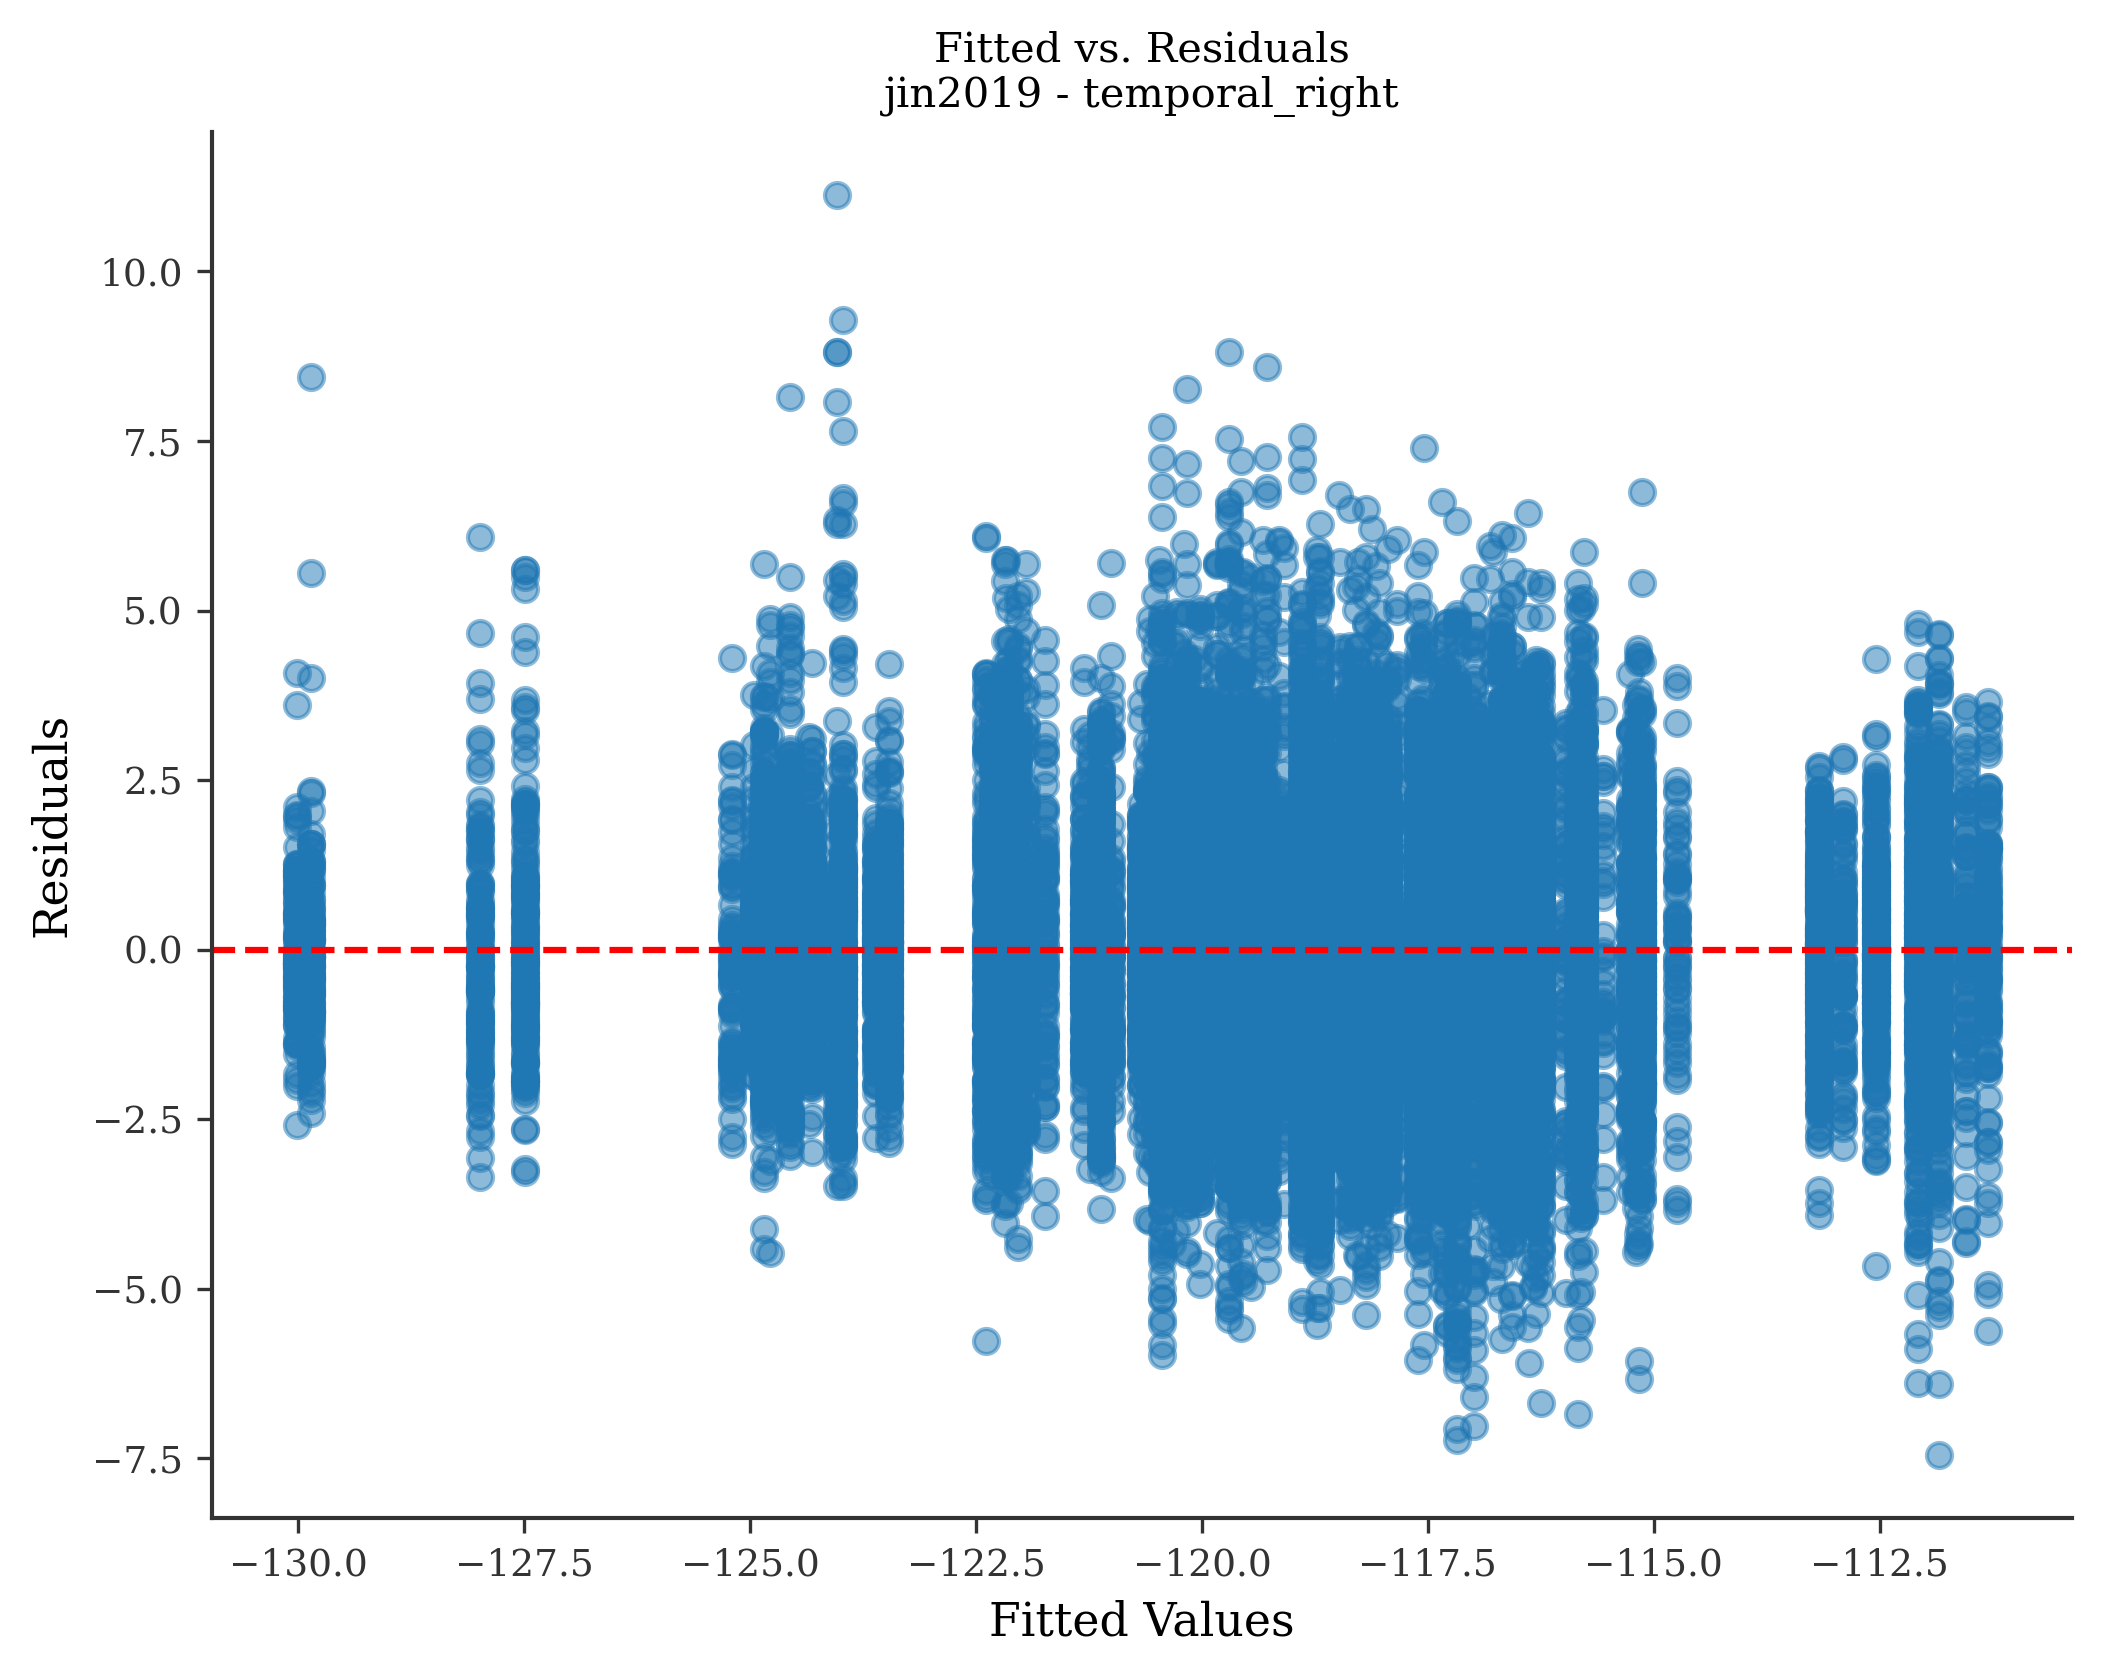 Fitted vs. Residuals
jin2019 - temporal_right
10.0
7.5
5.0
2.5
0.0
−2.5
−5.0
−7.5
Residuals
−130.0 −127.5 −125.0 −122.5 −120.0 −117.5 −115.0 −112.5
Fitted Values